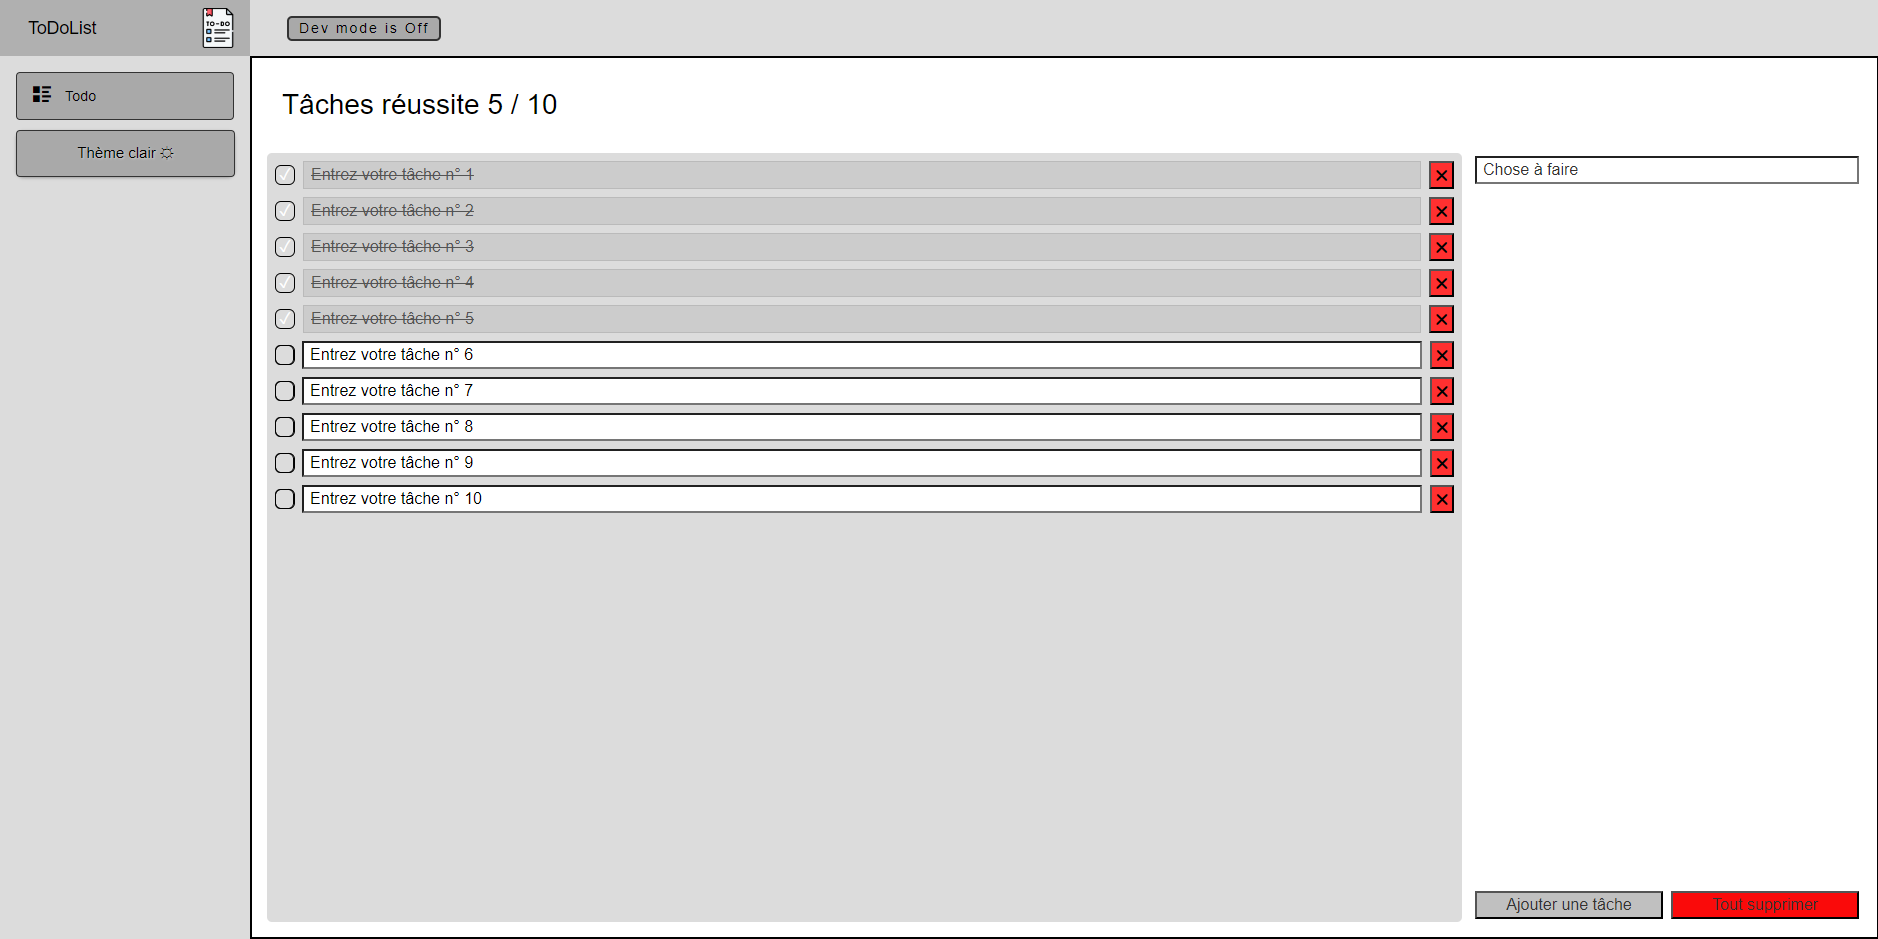 ToDoList
TO-DO
Dev mode is Off
Todo
Thème clair
Tâches réussite 5 / 10
Entrez votre tâche n° 1
Entrez votre tâche n° 2
Entrez votre tâche n° 3
Entrez votre tâche n° 4
Entrez votre tâche n° 5
Entrez votre tâche n° 6
Entrez votre tâche n° 7
Entrez votre tâche n° 8
Entrez votre tâche n° 9
Entrez votre tâche n° 10
Chose à faire
Ajouter une tâche
Tout supprimer